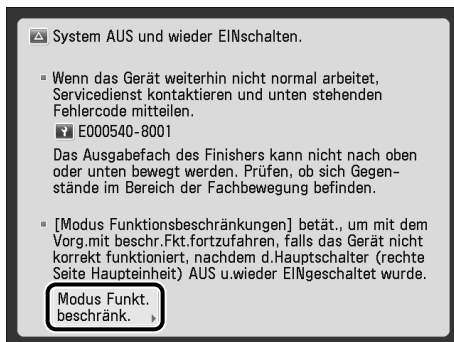 System AUS und wieder EINschalten.
Wenn das Gerät weiterhin nicht normal arbeitet,
Servicedienst kontaktieren und unten stehenden
Fehlercode mitteilen.
E000540-8001
Das Ausgabefach des Finishers kann nicht nach oben
oder unten bewegt werden. Prüfen, ob sich Gegen-
stände im Bereich der Fachbewegung befinden.
[Modus Funktionsbeschränkungen] betät., um mit dem
Vorg.mit beschr.Fkt.fortzufahren, falls das Gerät nicht
korrekt funktioniert, nachdem d.Hauptschalter (rechte
Seite Haupteinheit) AUS u.wieder EINgeschaltet wurde.
Modus Funkt.
beschränk.